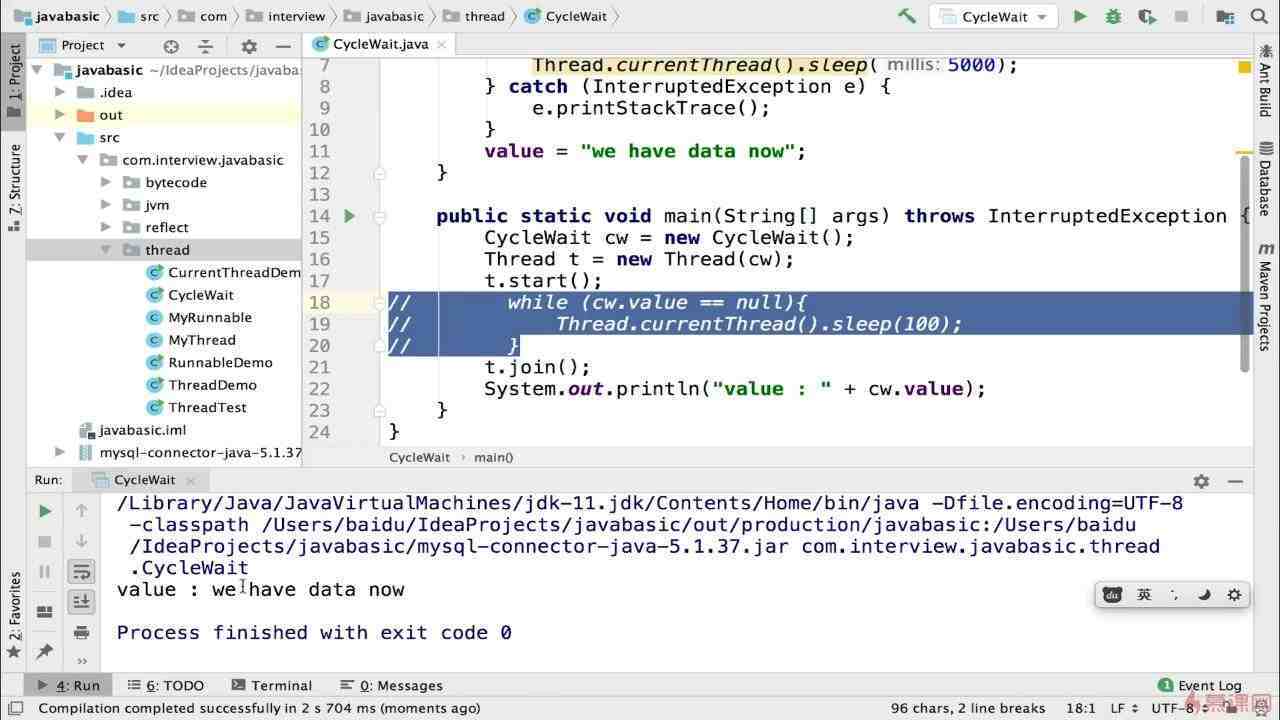 javabasic src com interview javabasic thread CycleWait CycleWait
1: Project
7: Structure
2: Favorites
Project
javabasic ~/IdeaProjects/javabas
.idea
out
src
com.interview.javabasic
bytecode
jvm
reflect
thread
CurrentThreadDem
CycleWait
MyRunnable
MyThread
RunnableDemo
ThreadDemo
ThreadTest
javabasic.iml
mysql-connector-java-5.1.37
CycleWait.java
7 Thread.currentThread().sleep( millis: 5000);
8 } catch (InterruptedException e) {
9 e.printStackTrace();
10 }
11 value = "we have data now";
12 }
13
14 public static void main(String[] args) throws InterruptedException {
15 CycleWait cw = new CycleWait();
16 Thread t = new Thread(cw);
17 t.start();
18 // while (cw.value == null){
19 // Thread.currentThread().sleep(100);
20 // }
21 t.join();
22 System.out.println("value : " + cw.value);
23 }
24 }
CycleWait main()
Ant Build
Database
Maven Projects
Run: CycleWait
/Library/Java/JavaVirtualMachines/jdk-11.jdk/Contents/Home/bin/java -Dfile.encoding=UTF-8
-classpath /Users/baidu/IdeaProjects/javabasic/out/production/javabasic:/Users/baidu
/IdeaProjects/javabasic/mysql-connector-java-5.1.37.jar com.interview.javabasic.thread
.CycleWait
value : we have data now
Process finished with exit code 0
du 英
4: Run 6: TODO Terminal 0: Messages 1 Event Log
Compilation completed successfully in 2 s 704 ms (moments ago) 96 chars, 2 line breaks 18:1 LF UTF-8
慕课网